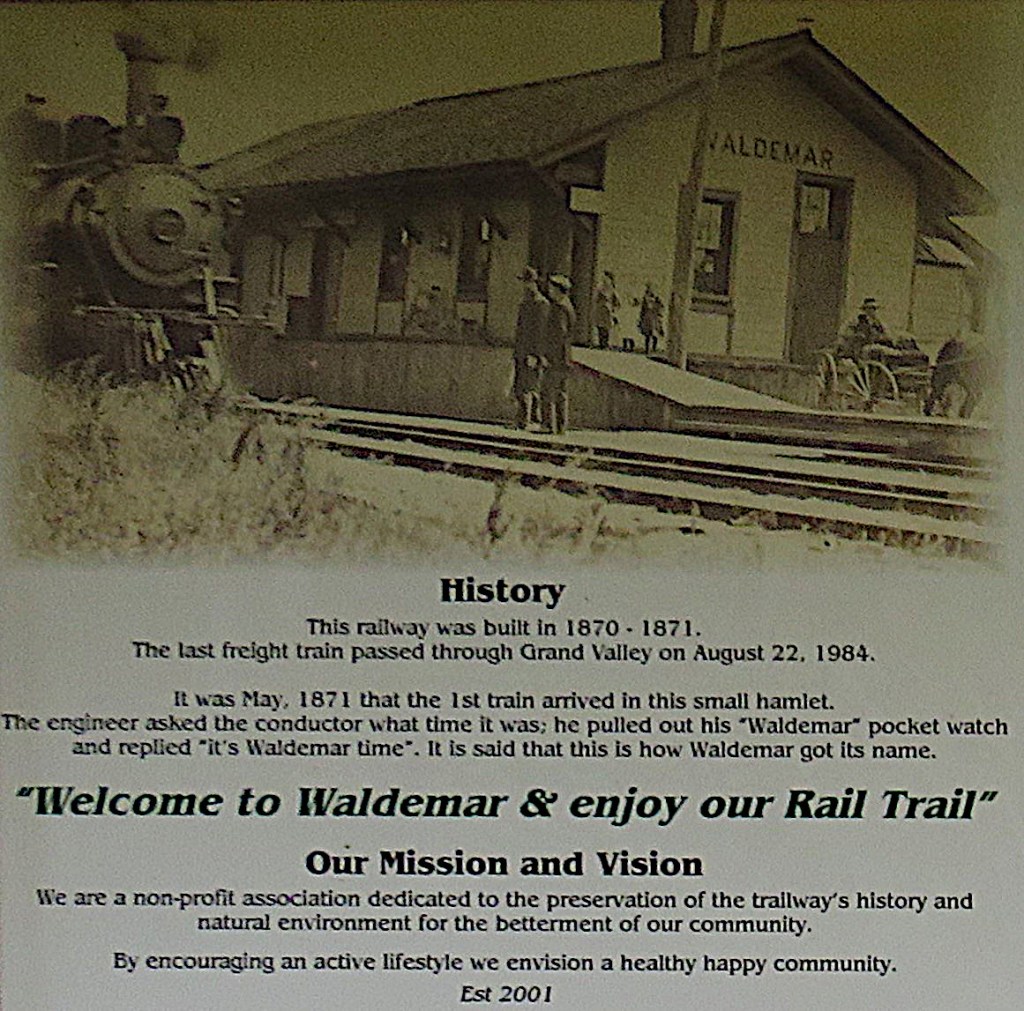 WALDEMAR
History
This railway was built in 1870 - 1871.
The last freight train passed through Grand Valley on August 22, 1984.
It was May, 1871 that the 1st train arrived in this small hamlet.
The engineer asked the conductor what time it was; he pulled out his "Waldemar" pocket watch
and replied "it's Waldemar time". It is said that this is how Waldemar got its name.
"Welcome to Waldemar & enjoy our Rail Trail"
Our Mission and Vision
We are a non-profit association dedicated to the preservation of the trailway's history and
natural environment for the betterment of our community.
By encouraging an active lifestyle we envision a healthy happy community.
Est 2001